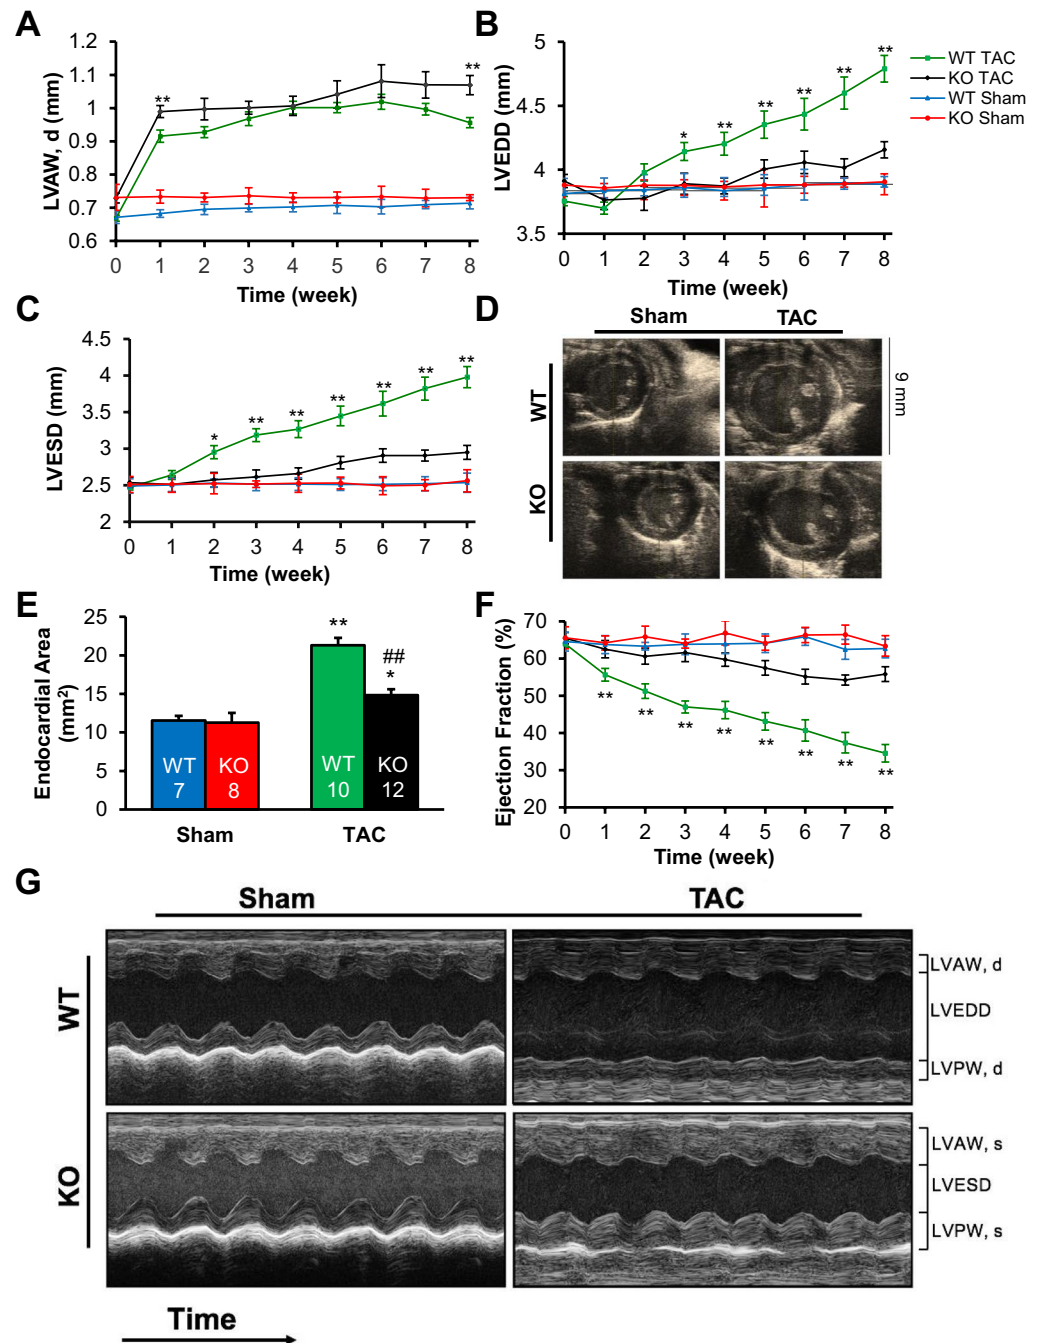 A
LVAW, d (mm)
1.2
1.1
1
0.9
0.8
0.7
0.6
**
**
0 1 2 3 4 5 6 7 8
Time (week)
B
LVEDD (mm)
5
4.5
4
3.5
* ** ** ** ** **
0 1 2 3 4 5 6 7 8
Time (week)
WT TAC
KO TAC
WT Sham
KO Sham
C
LVESD (mm)
4.5
4
3.5
3
2.5
2
* ** ** ** ** ** **
0 1 2 3 4 5 6 7 8
Time (week)
D
Sham TAC
WT
KO
9 mm
E
Endocardial Area
(mm²)
25
20
15
10
5
0
**
##
*
WT
7
KO
8
WT
10
KO
12
Sham TAC
F
Ejection Fraction (%)
70
60
50
40
30
20
** ** ** ** ** ** ** **
0 1 2 3 4 5 6 7 8
Time (week)
G
Sham TAC
WT
KO
LVAW, d
LVEDD
LVPW, d
LVAW, s
LVESD
LVPW, s
Time